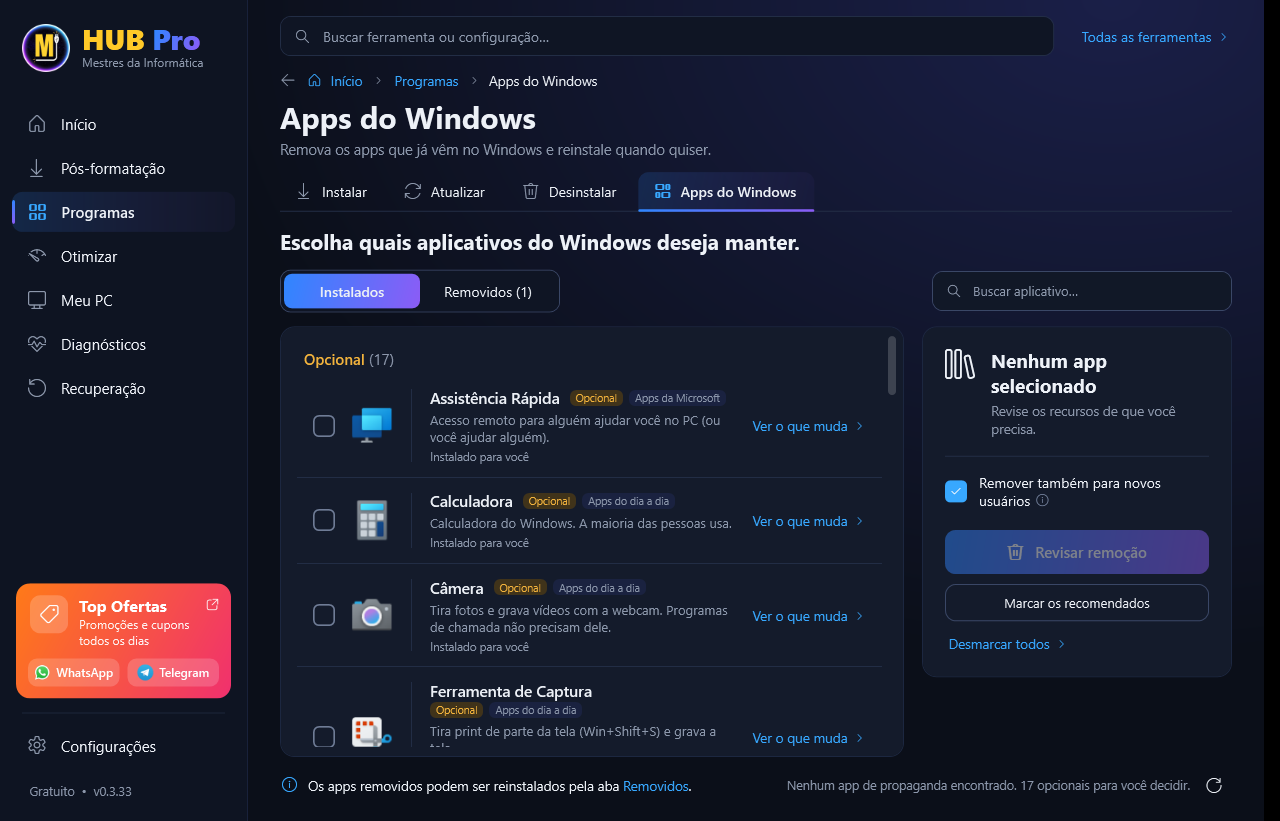 M
HUB Pro
Mestres da Informática
Início
Pós-formatação
Programas
Otimizar
Meu PC
Diagnósticos
Recuperação
Top Ofertas
Promoções e cupons
todos os dias
WhatsApp
Telegram
Configurações
Gratuito • v0.3.33
Buscar ferramenta ou configuração...
Todas as ferramentas
Início
Programas
Apps do Windows
Apps do Windows
Remova os apps que já vêm no Windows e reinstale quando quiser.
Instalar
Atualizar
Desinstalar
Apps do Windows
Escolha quais aplicativos do Windows deseja manter.
Instalados
Removidos (1)
Buscar aplicativo...
Opcional (17)
Assistência Rápida Opcional Apps da Microsoft
Acesso remoto para alguém ajudar você no PC (ou
você ajudar alguém).
Instalado para você
Ver o que muda
Calculadora Opcional Apps do dia a dia
Calculadora do Windows. A maioria das pessoas usa.
Instalado para você
Ver o que muda
Câmera Opcional Apps do dia a dia
Tira fotos e grava vídeos com a webcam. Programas
de chamada não precisam dele.
Instalado para você
Ver o que muda
Ferramenta de Captura
Opcional Apps do dia a dia
Tira print de parte da tela (Win+Shift+S) e grava a
Ver o que muda
Nenhum app
selecionado
Revise os recursos de que você
precisa.
Remover também para novos
usuários
Revisar remoção
Marcar os recomendados
Desmarcar todos
Os apps removidos podem ser reinstalados pela aba Removidos.
Nenhum app de propaganda encontrado. 17 opcionais para você decidir.